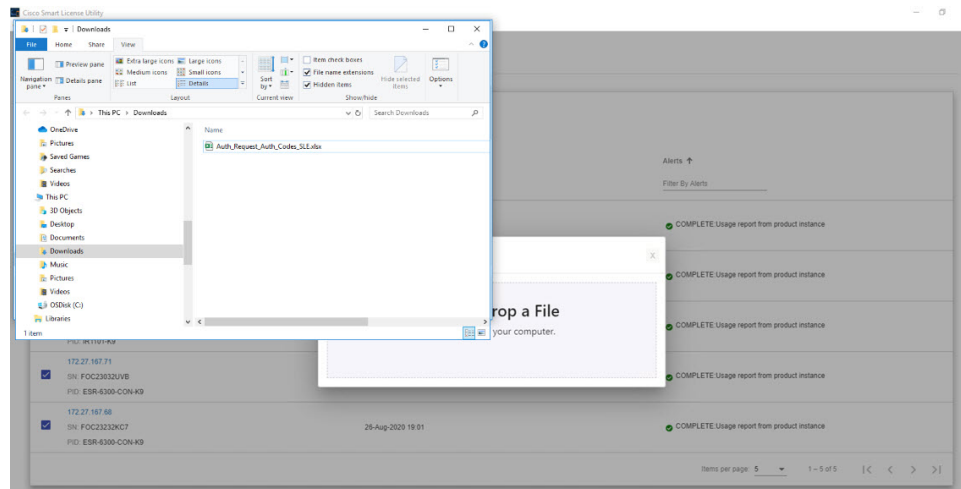 Cisco Smart License Utility
Downloads
File Home Share View
Navigation pane
Preview pane
Details pane
Panes
Extra large icons Large icons
Medium icons Small icons
List Details
Layout
Sort by
Current view
Item check boxes
File name extensions
Hidden items
Hide selected items
Show/hide
Options
This PC > Downloads
Search Downloads
OneDrive
Pictures
Saved Games
Searches
Videos
This PC
3D Objects
Desktop
Documents
Downloads
Music
Pictures
Videos
OSDisk (C:)
Libraries
Name
Auth_Request_Auth_Codes_SLE.xlsx
1 item
Alerts
Filter By Alerts
COMPLETE:Usage report from product instance
COMPLETE:Usage report from product instance
rop a File
your computer.
COMPLETE:Usage report from product instance
PID: IR1101-K9
172.27.167.71
SN: FOC23032UVB
PID: ESR-6300-CON-K9
COMPLETE:Usage report from product instance
172.27.167.68
SN: FOC23232KC7
PID: ESR-6300-CON-K9
26-Aug-2020 19:01
COMPLETE:Usage report from product instance
Items per page: 5
1 – 5 of 5